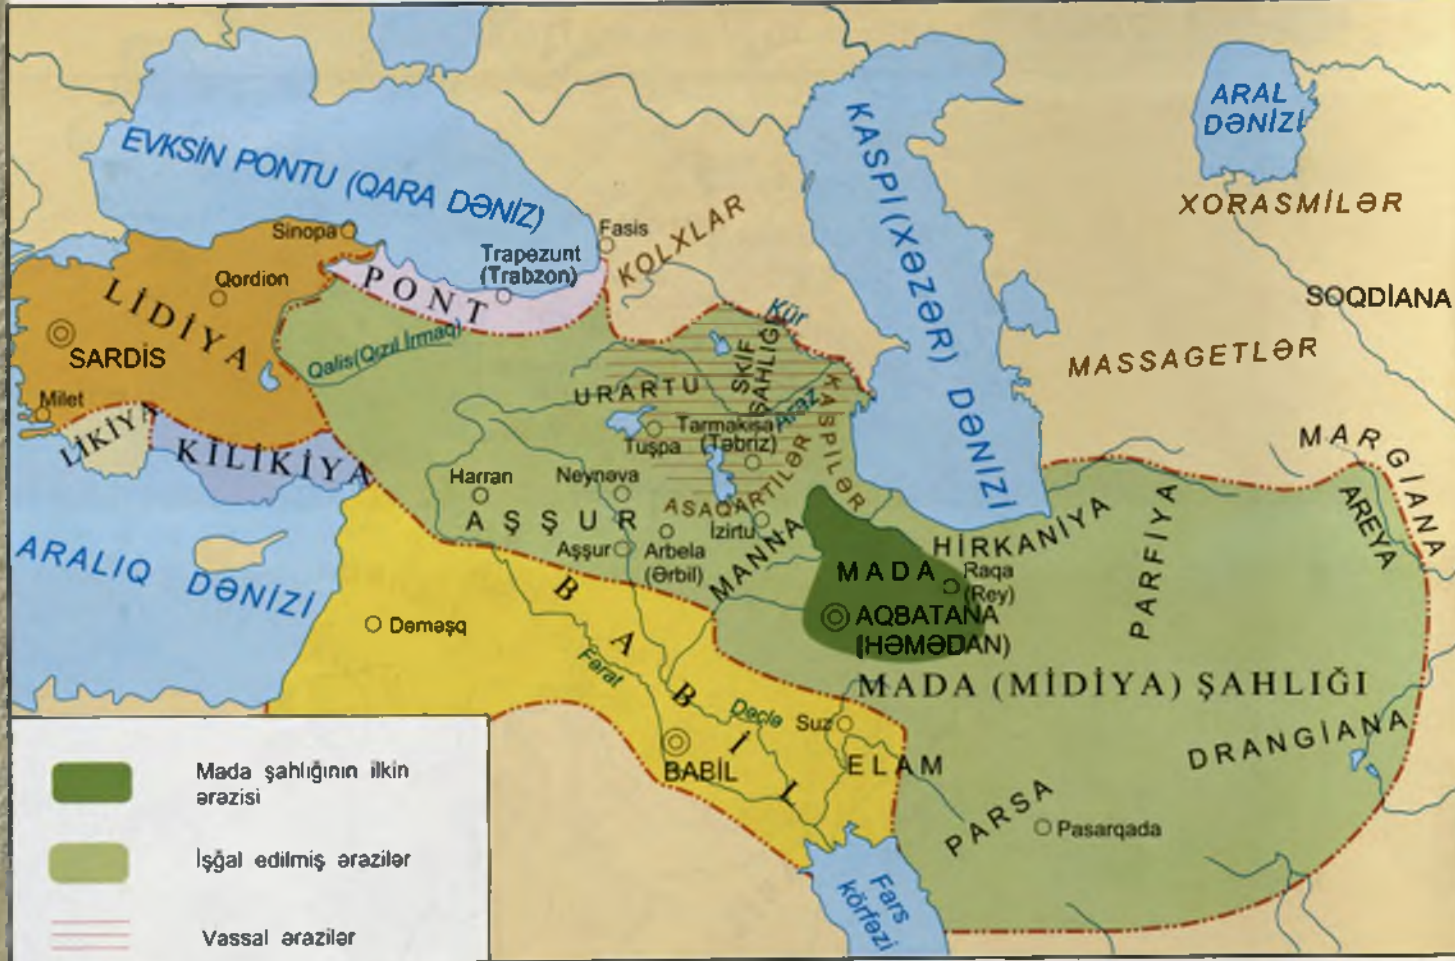 ARAL
DƏNİZİ
EVKSİN PONTU (QARA DƏNİZ)
KASPİ (XƏZƏR) DƏNİZİ
XORASMİLƏR
KOLXLAR
Fasis
Sinopa
Trapezunt
(Trabzon)
PONT
Qordion
LİDİYA
SOQDİANA
Kür
SARDİS
Qalis (Qızıl İrmaq)
MASSAGETLƏR
SKİF
ŞAHLIĞI
URARTU
Araz
KASPİLƏR
Milet
LİKİYA
KİLİKİYA
Tuşpa
Tarmakisa
(Təbriz)
MARGİANA
Harran
Neynəva
ASAQARTİLƏR
AŞŞUR
İzirtu
HİRKANİYA
PARFİYA
AREYA
Aşşur
Arbela
(Ərbil)
MANNA
ARALIQ DƏNİZİ
MADA
Raqa
(Rey)
AQBATANA
(HƏMƏDAN)
Dəməşq
BABİL
Fərat
MADA (MİDİYA) ŞAHLIĞI
Dəclə
Suz
DRANGİANA
BABİL
ELAM
PARSA
Pasarqada
Fars
körfəzi
Mada şahlığının ilkin
ərazisi
İşğal edilmiş ərazilər
Vassal ərazilər